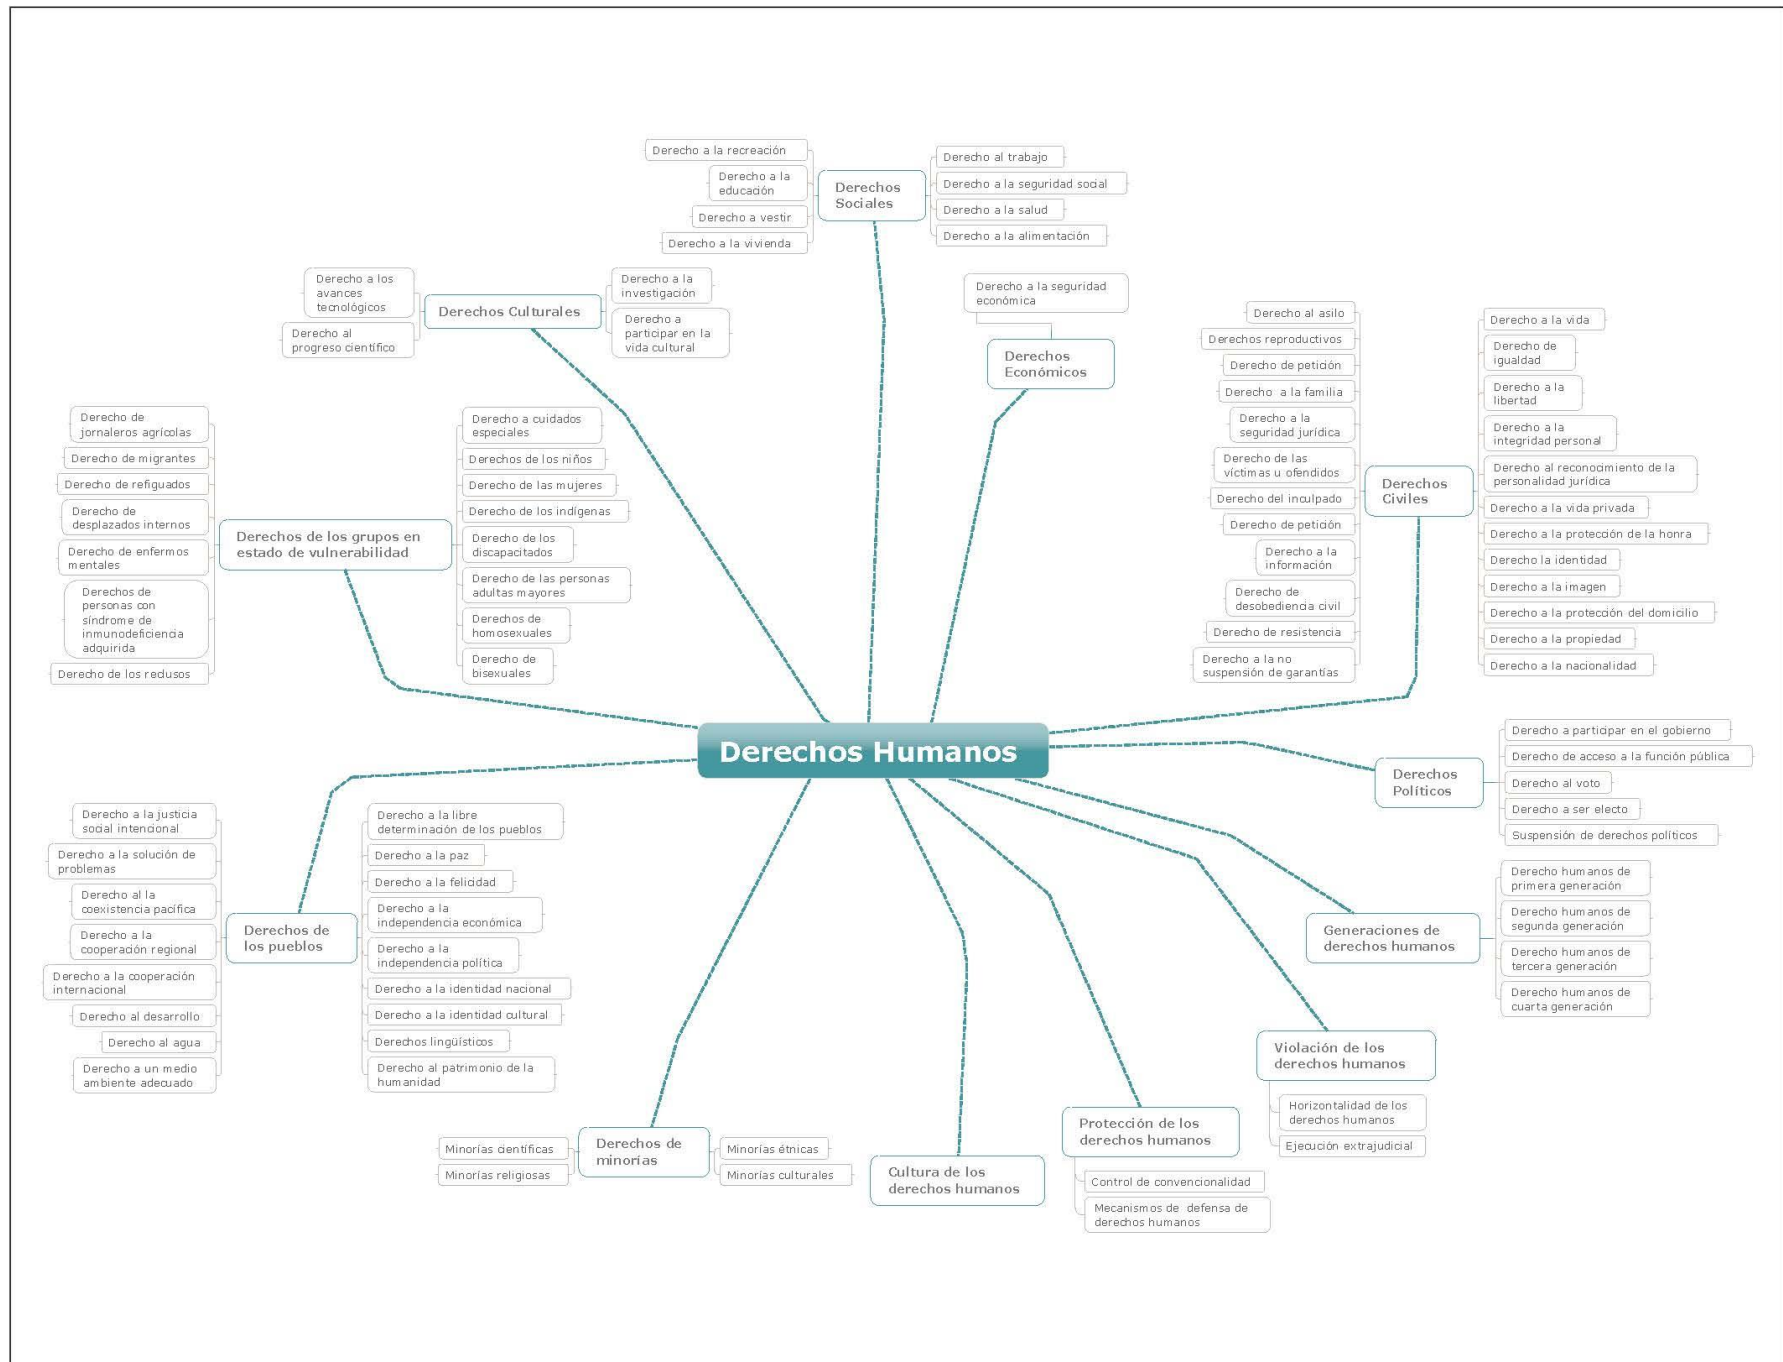 Derecho a la recreación
Derecho a la
educación
Derecho a vestir
Derecho a la vivienda
Derechos
Sociales
Derecho al trabajo
Derecho a la seguridad social
Derecho a la salud
Derecho a la alimentación
Derecho a los
avances
tecnológicos
Derecho al
progreso científico
Derechos Culturales
Derecho a la
investigación
Derecho a
participar en la
vida cultural
Derecho a la seguridad
económica
Derechos
Económicos
Derecho al asilo
Derechos reproductivos
Derecho de petición
Derecho  a la familia
Derecho a la
seguridad jurídica
Derecho de las
víctimas u ofendidos
Derecho del inculpado
Derecho de petición
Derecho a la
información
Derecho de
desobediencia civil
Derecho de resistencia
Derecho a la no
suspensión de garantías
Derechos
Civiles
Derecho a la vida
Derecho de
igualdad
Derecho a la
libertad
Derecho a la
integridad personal
Derecho al reconocimiento de la
personalidad jurídica
Derecho a la vida privada
Derecho a la protección de la honra
Derecho la identidad
Derecho a la imagen
Derecho a la protección del domicilio
Derecho a la propiedad
Derecho a la nacionalidad
Derecho de
jornaleros agrícolas
Derecho de migrantes
Derecho de refiguados
Derecho de
desplazados internos
Derecho de enfermos
mentales
Derechos de
personas con
síndrome de
inmunodeficiencia
adquirida
Derecho de los reclusos
Derechos de los grupos en
estado de vulnerabilidad
Derecho a cuidados
especiales
Derechos de los niños
Derecho de las mujeres
Derecho de los indígenas
Derecho de los
discapacitados
Derecho de las personas
adultas mayores
Derechos de
homosexuales
Derecho de
bisexuales
Derechos Humanos
Derechos
Políticos
Derecho a participar en el gobierno
Derecho de acceso a la función pública
Derecho al voto
Derecho a ser electo
Suspensión de derechos políticos
Derecho a la justicia
social intencional
Derecho a la solución de
problemas
Derecho al la
coexistencia pacífica
Derecho a la
cooperación regional
Derecho a la cooperación
internacional
Derecho al desarrollo
Derecho al agua
Derecho a un medio
ambiente adecuado
Derechos de
los pueblos
Derecho a la libre
determinación de los pueblos
Derecho a la paz
Derecho a la felicidad
Derecho a la
independencia económica
Derecho a la
independencia política
Derecho a la identidad nacional
Derecho a la identidad cultural
Derechos lingüísticos
Derecho al patrimonio de la
humanidad
Generaciones de
derechos humanos
Derecho humanos de
primera generación
Derecho humanos de
segunda generación
Derecho humanos de
tercera generación
Derecho humanos de
cuarta generación
Violación de los
derechos humanos
Horizontalidad de los
derechos humanos
Ejecución extrajudicial
Protección de los
derechos humanos
Control de convencionalidad
Mecanismos de  defensa de
derechos humanos
Cultura de los
derechos humanos
Minorías científicas
Minorías religiosas
Derechos de
minorías
Minorías étnicas
Minorías culturales